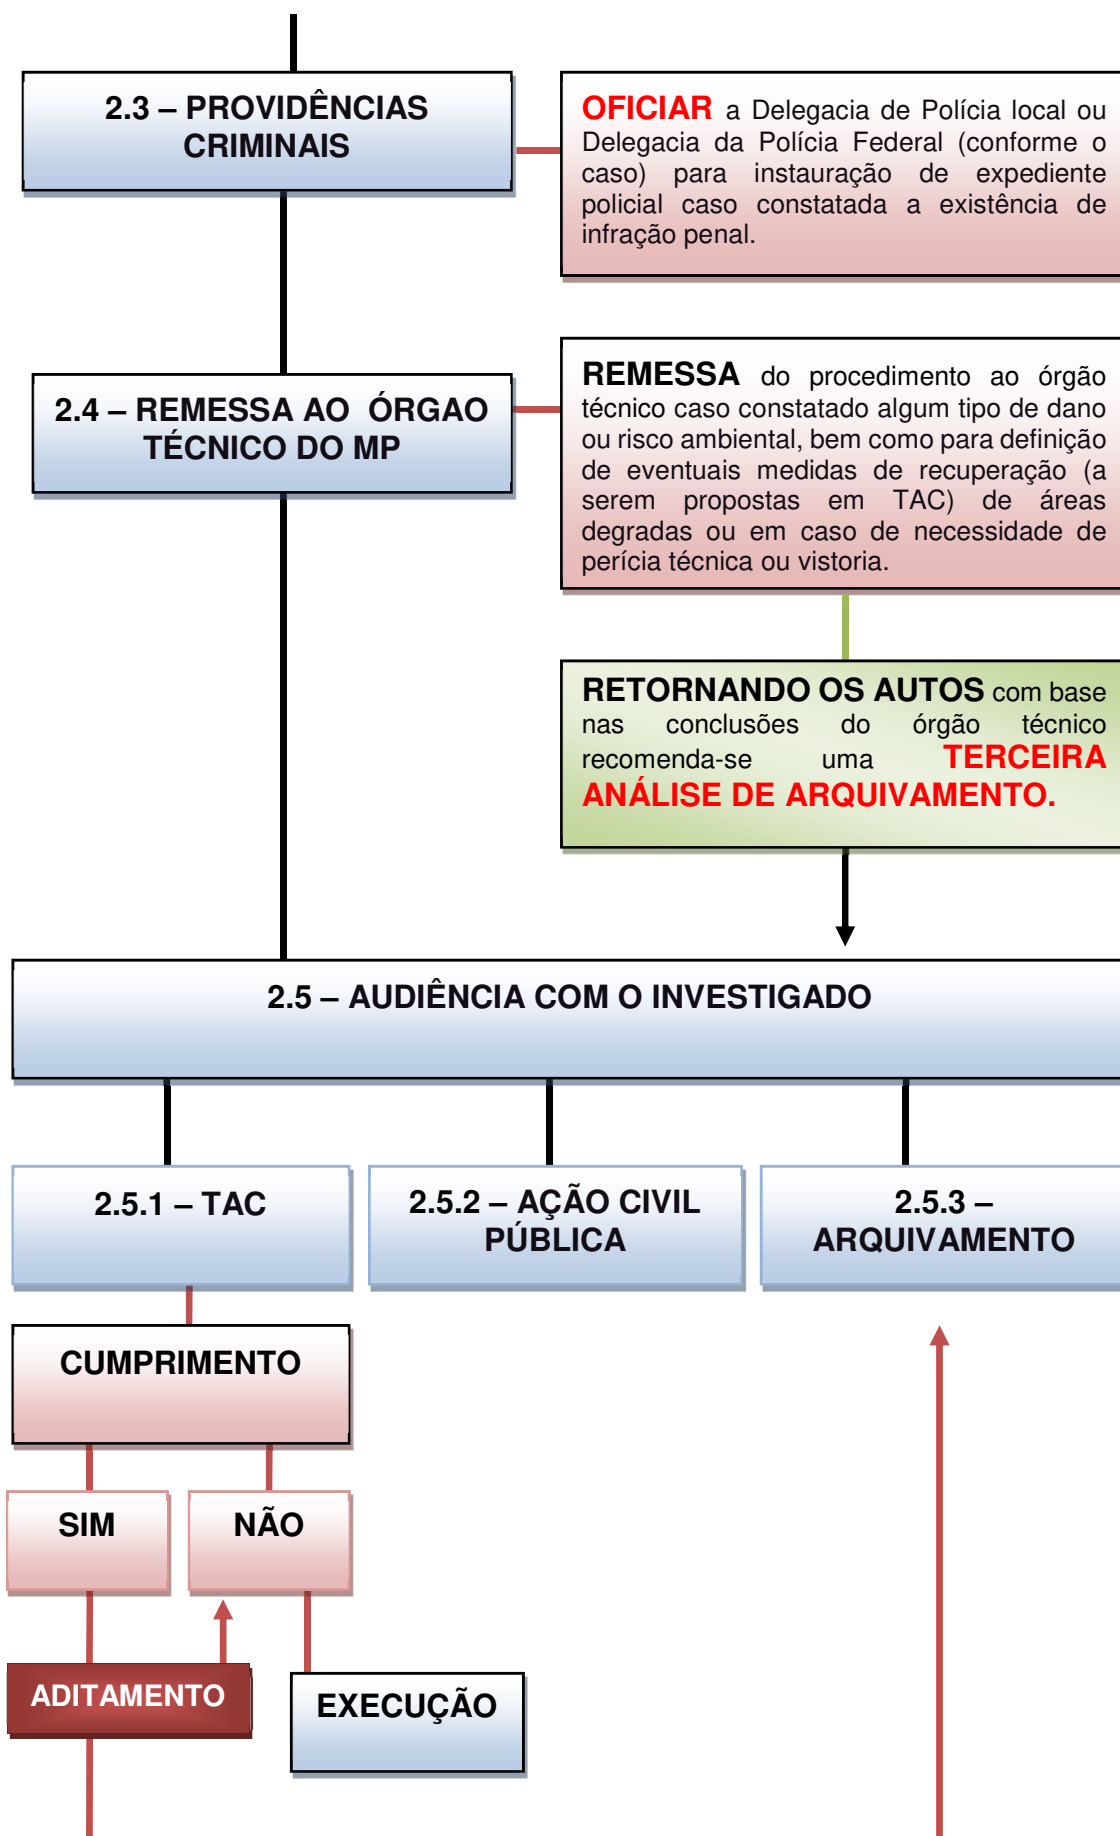 2.3 – PROVIDÊNCIAS
CRIMINAIS
OFICIAR a Delegacia de Polícia local ou
Delegacia da Polícia Federal (conforme o
caso) para instauração de expediente
policial caso constatada a existência de
infração penal.
2.4 – REMESSA AO ÓRGAO
TÉCNICO DO MP
REMESSA do procedimento ao órgão
técnico caso constatado algum tipo de dano
ou risco ambiental, bem como para definição
de eventuais medidas de recuperação (a
serem propostas em TAC) de áreas
degradas ou em caso de necessidade de
perícia técnica ou vistoria.
RETORNANDO OS AUTOS com base
nas conclusões do órgão técnico
recomenda-se uma TERCEIRA
ANÁLISE DE ARQUIVAMENTO.
2.5 – AUDIÊNCIA COM O INVESTIGADO
2.5.1 – TAC
2.5.2 – AÇÃO CIVIL
PÚBLICA
2.5.3 –
ARQUIVAMENTO
CUMPRIMENTO
SIM
NÃO
ADITAMENTO
EXECUÇÃO